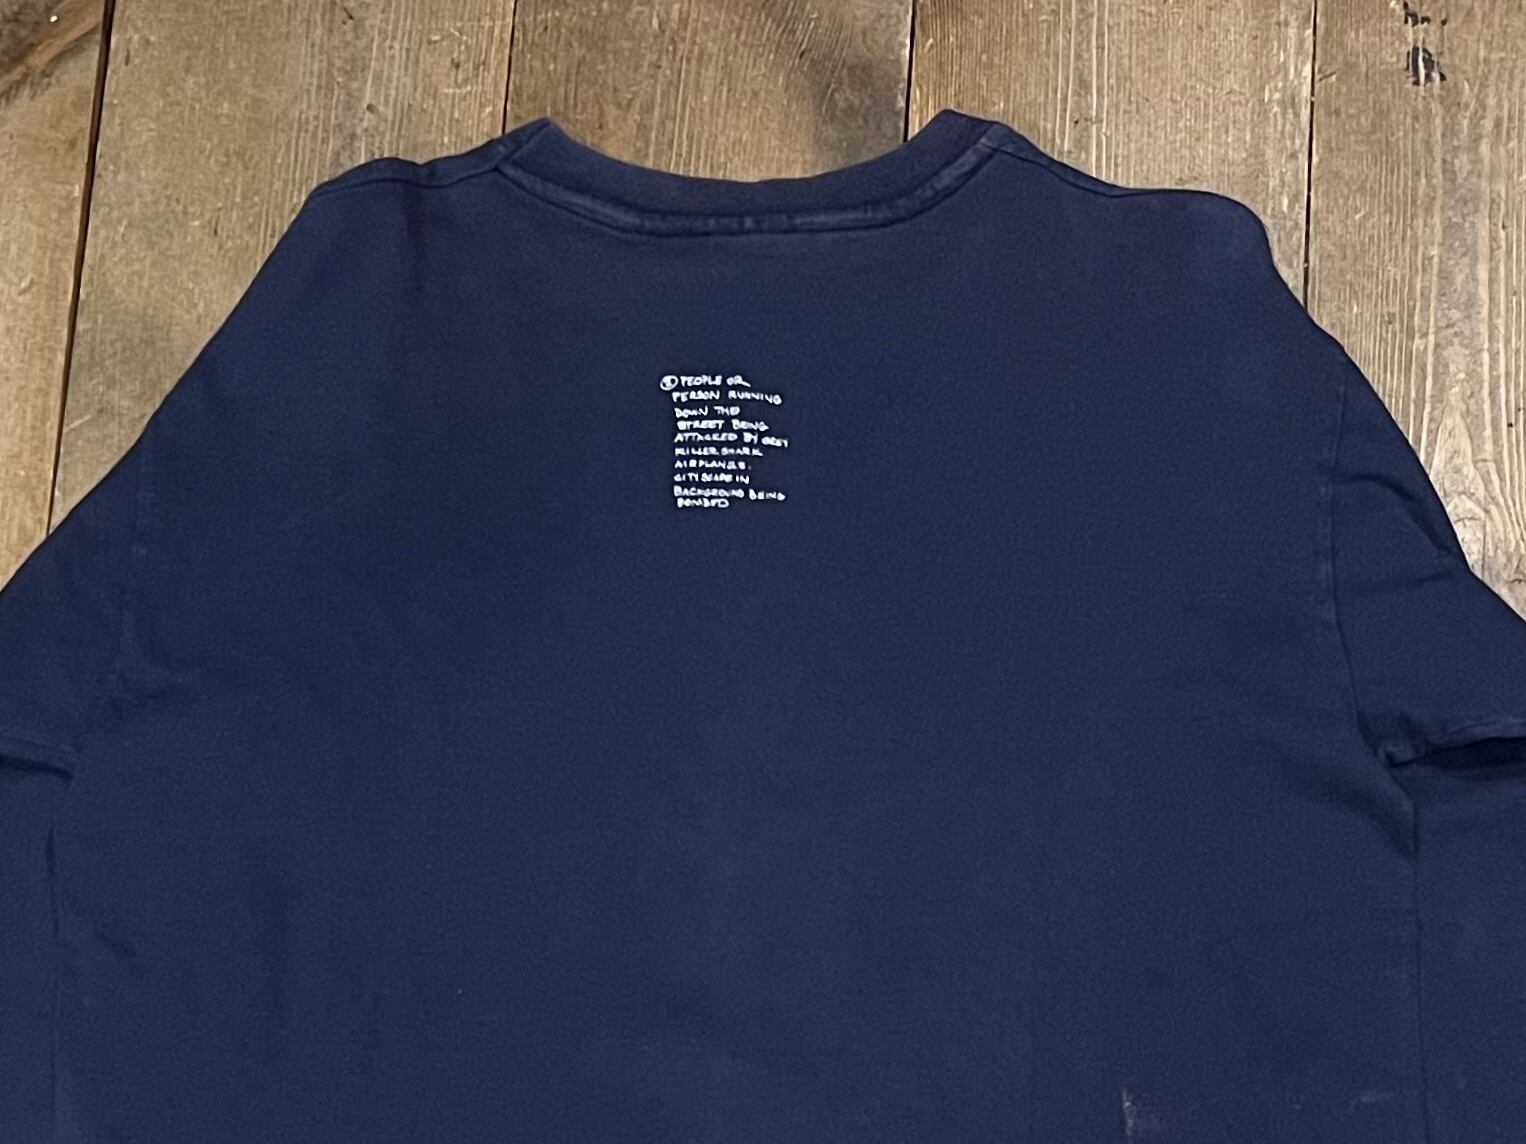 PEOPLE OR
PERSON RUNNING
DOWN THE
STREET BEING
ATTACKED BY GREY
KILLER SHARK
AIRPLANES.
CITYSCAPE IN
BACKGROUND BEING
BOMBED